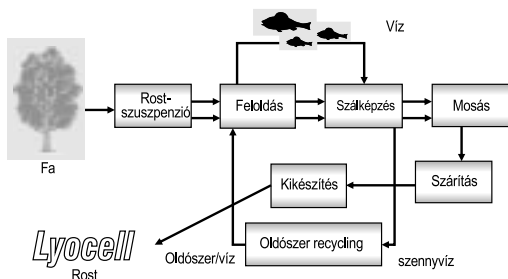 Víz
Rost-
szuszpenzió
Feloldás
Szálképzés
Mosás
Fa
Kikészítés
Szárítás
Lyocell
Rost
Oldószer/víz
Oldószer recycling
szennyvíz